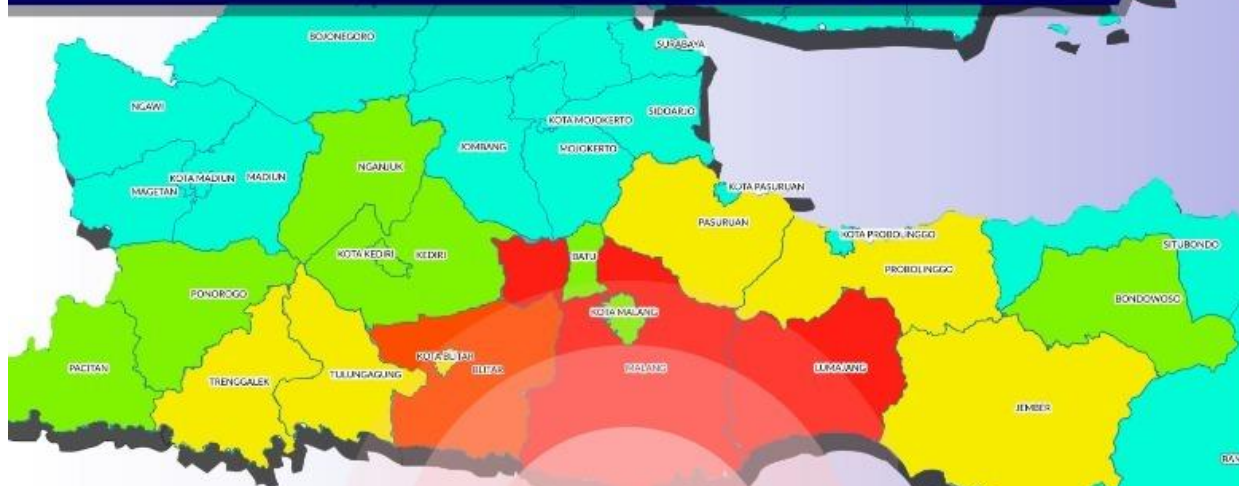 BOJONEGORO
SURABAYA
NGAWI
SIDOARJO
KOTA MOJOKERTO
JOMBANG
MOJOKERTO
NGANJUK
KOTA MADIUN
MADIUN
MAGETAN
KOTA PASURUAN
PASURUAN
KOTA PROBOLINGGO
SITUBONDO
KOTA KEDIRI
KEDIRI
BATU
PROBOLINGGO
PONOROGO
BONDOWOSO
KOTA MALANG
KOTA BLITAR
BLITAR
PACITAN
TRENGGALEK
TULUNGAGUNG
MALANG
LUMAJANG
JEMBER